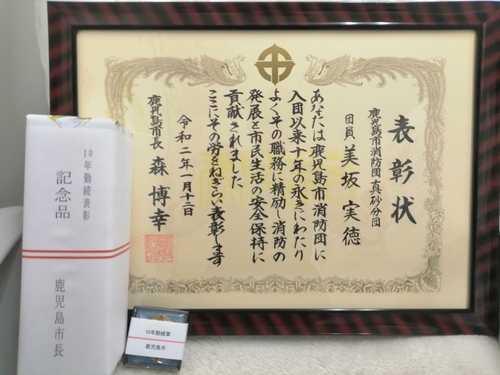 表彰状
鹿児島市消防団真砂分団
団員 美坂 実徳
あなたは鹿児島市消防団に
入団以来十年の永きにわたり
よくその職務に精励し消防の
発展と市民生活の安全保持に
貢献されました
ここにその労をねぎらい表彰します
令和二年一月十二日
鹿児島市長 森 博幸
10年勤続表彰
記念品
鹿児島市長
10年勤続章
鹿児島市